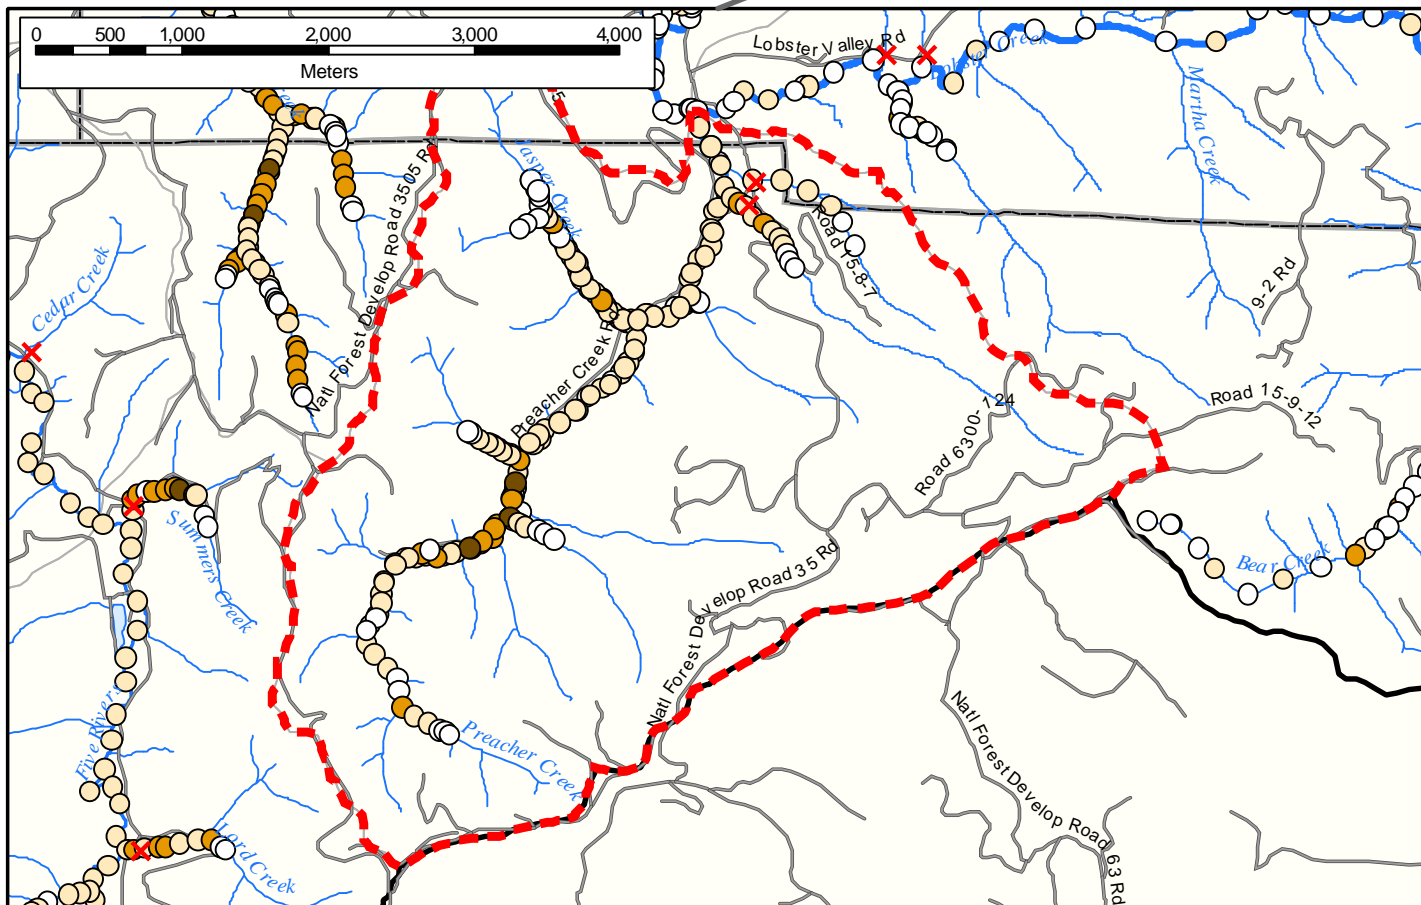 0 500 1,000 2,000 3,000 4,000
Meters
Lobster Valley Rd
Lobster Creek
Martha Creek
Jasper Creek
Natl Forest Develop Road 3505 Rd
Cedar Creek
Road 15-8-7
9-2 Rd
Preacher Creek Rd
Road 15-9-12
Road 6300-124
Summers Creek
Natl Forest Develop Road 35 Rd
Bear Creek
Five Rivers
Preacher Creek
Natl Forest Develop Road 63 Rd
Lord Creek